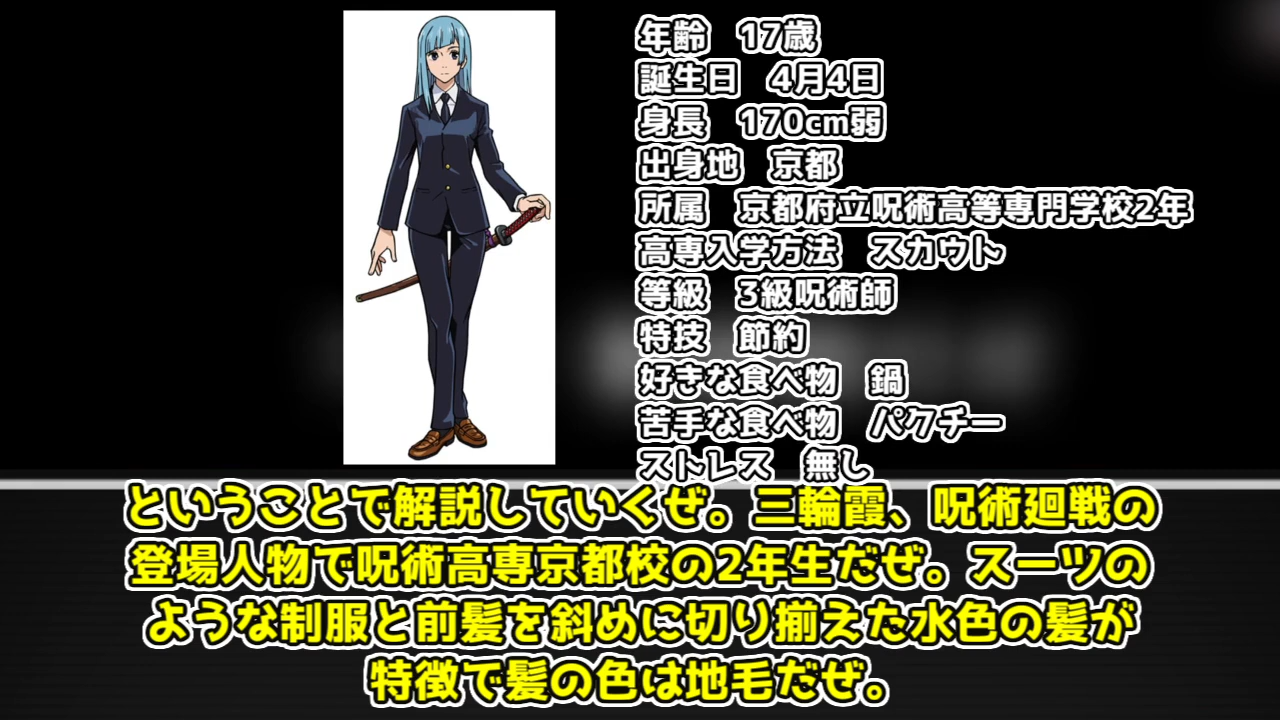 年齢　17歳
誕生日　4月4日
身長　170cm弱
出身地　京都
所属　京都府立呪術高等専門学校2年
高専入学方法　スカウト
等級　3級呪術師
特技　節約
好きな食べ物　鍋
苦手な食べ物　パクチー
ストレス　無し
ということで解説していくぜ。三輪霞、呪術廻戦の
登場人物で呪術高専京都校の2年生だぜ。スーツの
ような制服と前髪を斜めに切り揃えた水色の髪が
特徴で髪の色は地毛だぜ。